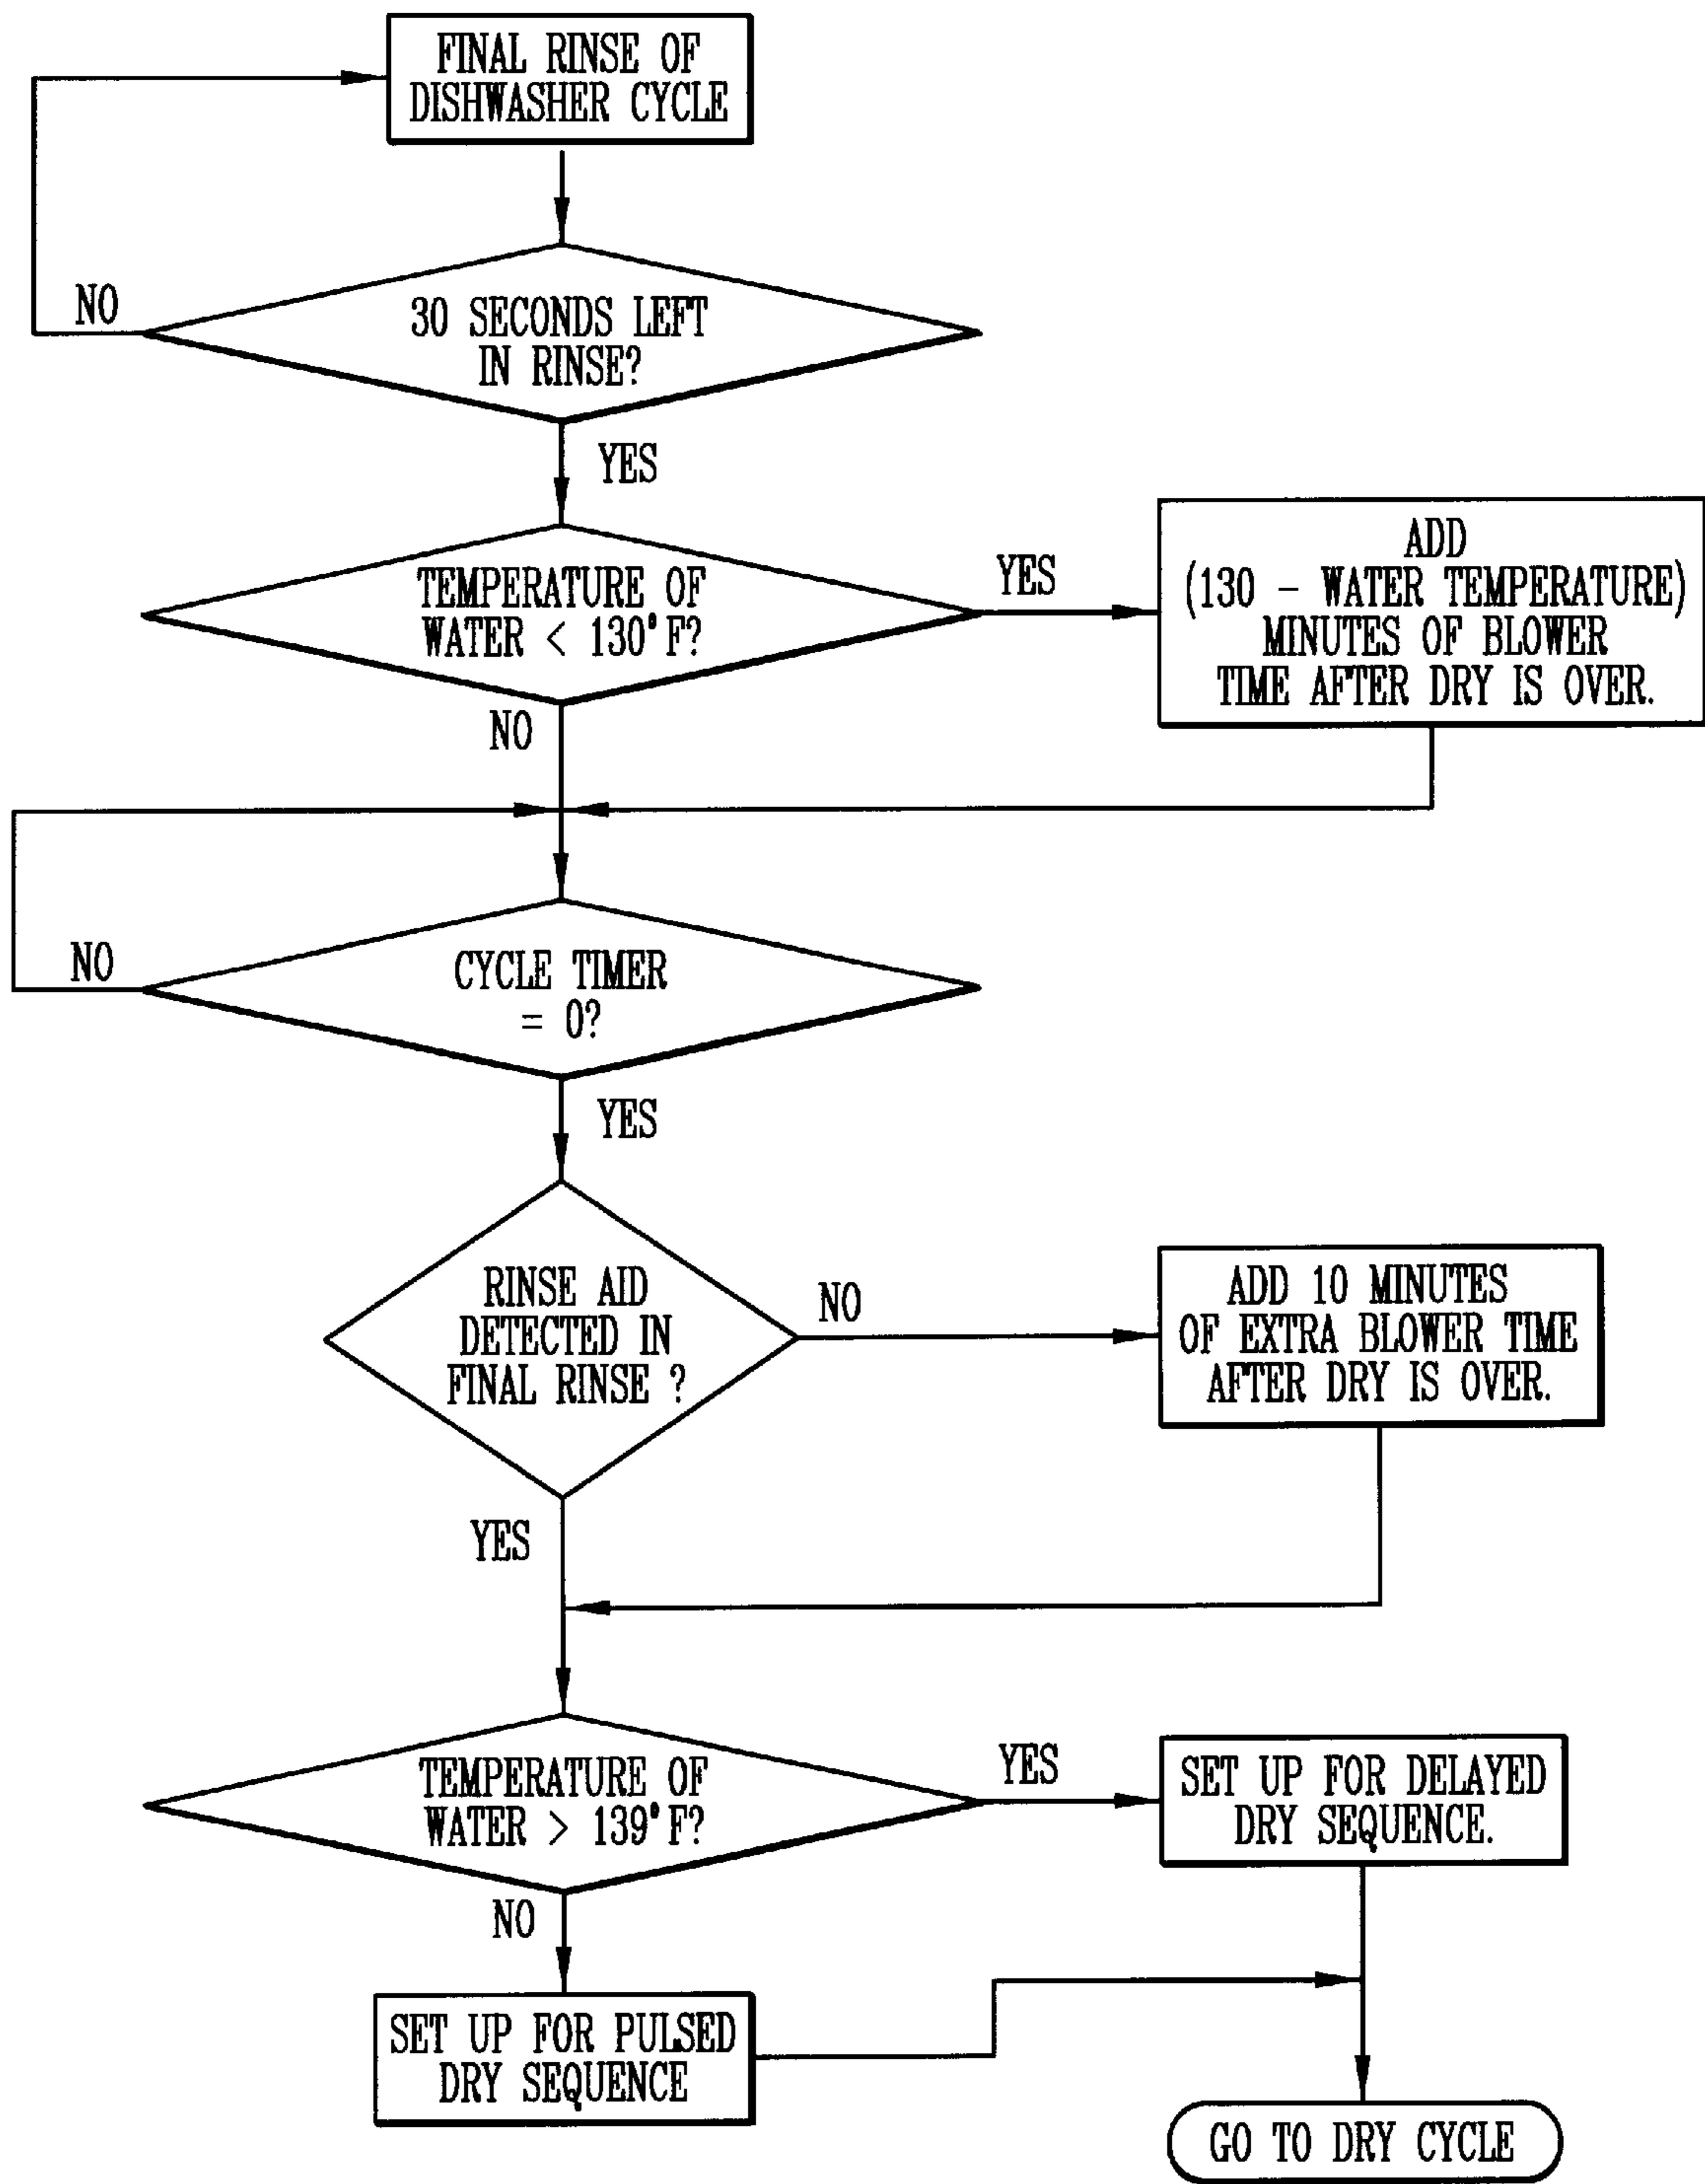 FINAL RINSE OF
DISHWASHER CYCLE
NO
30 SECONDS LEFT
IN RINSE?
YES
TEMPERATURE OF
WATER < 130°F?
YES
ADD
(130 - WATER TEMPERATURE)
MINUTES OF BLOWER
TIME AFTER DRY IS OVER.
NO
NO
CYCLE TIMER
= 0?
YES
RINSE AID
DETECTED IN
FINAL RINSE ?
NO
ADD 10 MINUTES
OF EXTRA BLOWER TIME
AFTER DRY IS OVER.
YES
TEMPERATURE OF
WATER > 139°F?
YES
SET UP FOR DELAYED
DRY SEQUENCE.
NO
SET UP FOR PULSED
DRY SEQUENCE
GO TO DRY CYCLE